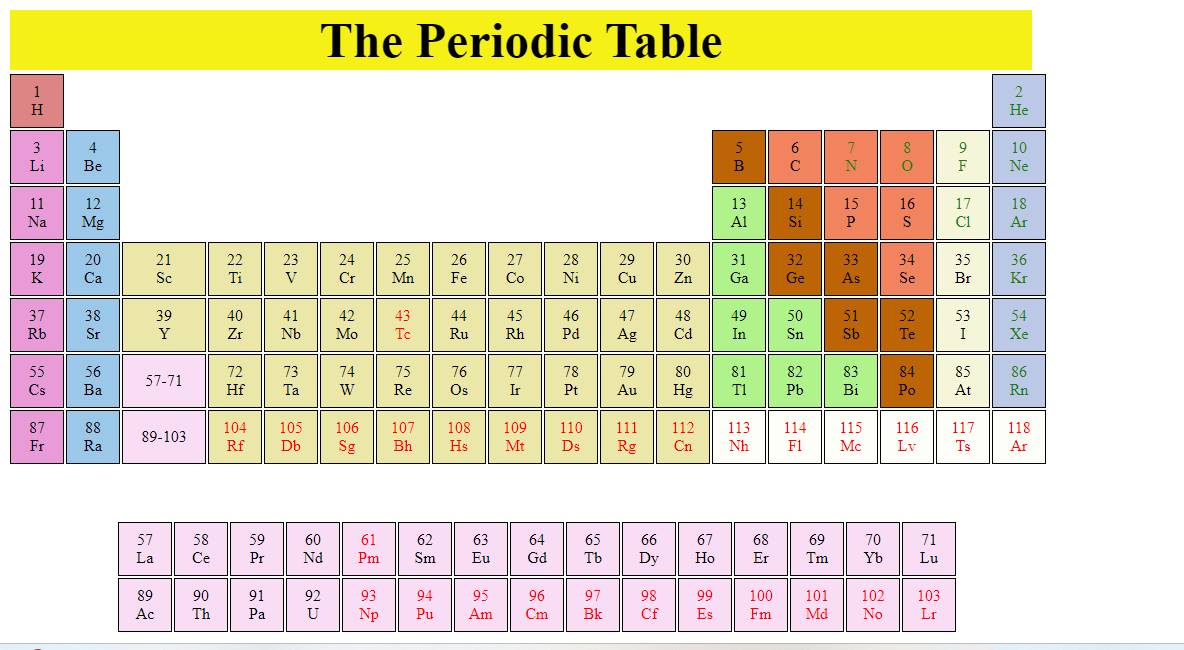 The Periodic Table
1 2
H He
3 4 5 6 7 8 9 10
Li Be B C N O F Ne
11 12 13 14 15 16 17 18
Na Mg Al Si P S Cl Ar
19 20 21 22 23 24 25 26 27 28 29 30 31 32 33 34 35 36
K Ca Sc Ti V Cr Mn Fe Co Ni Cu Zn Ga Ge As Se Br Kr
37 38 39 40 41 42 43 44 45 46 47 48 49 50 51 52 53 54
Rb Sr Y Zr Nb Mo Tc Ru Rh Pd Ag Cd In Sn Sb Te I Xe
55 56 57-71 72 73 74 75 76 77 78 79 80 81 82 83 84 85 86
Cs Ba Hf Ta W Re Os Ir Pt Au Hg Tl Pb Bi Po At Rn
87 88 89-103 104 105 106 107 108 109 110 111 112 113 114 115 116 117 118
Fr Ra Rf Db Sg Bh Hs Mt Ds Rg Cn Nh Fl Mc Lv Ts Ar
57 58 59 60 61 62 63 64 65 66 67 68 69 70 71
La Ce Pr Nd Pm Sm Eu Gd Tb Dy Ho Er Tm Yb Lu
89 90 91 92 93 94 95 96 97 98 99 100 101 102 103
Ac Th Pa U Np Pu Am Cm Bk Cf Es Fm Md No Lr